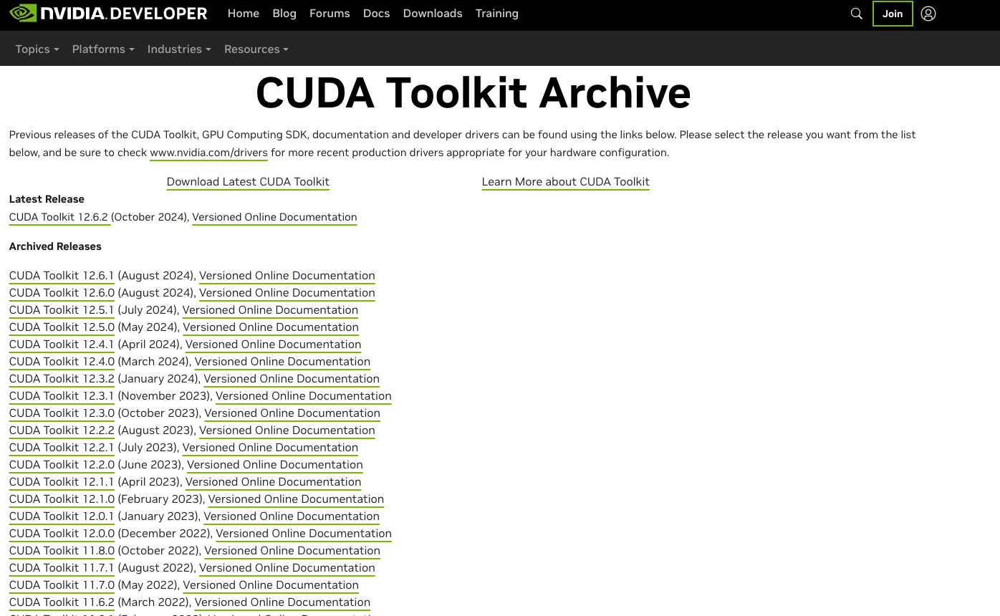 NVIDIA. DEVELOPER Home Blog Forums Docs Downloads Training Join
Topics Platforms Industries Resources
CUDA Toolkit Archive
Previous releases of the CUDA Toolkit, GPU Computing SDK, documentation and developer drivers can be found using the links below. Please select the release you want from the list
below, and be sure to check www.nvidia.com/drivers for more recent production drivers appropriate for your hardware configuration.
Download Latest CUDA Toolkit Learn More about CUDA Toolkit
Latest Release
CUDA Toolkit 12.6.2 (October 2024), Versioned Online Documentation
Archived Releases
CUDA Toolkit 12.6.1 (August 2024), Versioned Online Documentation
CUDA Toolkit 12.6.0 (August 2024), Versioned Online Documentation
CUDA Toolkit 12.5.1 (July 2024), Versioned Online Documentation
CUDA Toolkit 12.5.0 (May 2024), Versioned Online Documentation
CUDA Toolkit 12.4.1 (April 2024), Versioned Online Documentation
CUDA Toolkit 12.4.0 (March 2024), Versioned Online Documentation
CUDA Toolkit 12.3.2 (January 2024), Versioned Online Documentation
CUDA Toolkit 12.3.1 (November 2023), Versioned Online Documentation
CUDA Toolkit 12.3.0 (October 2023), Versioned Online Documentation
CUDA Toolkit 12.2.2 (August 2023), Versioned Online Documentation
CUDA Toolkit 12.2.1 (July 2023), Versioned Online Documentation
CUDA Toolkit 12.2.0 (June 2023), Versioned Online Documentation
CUDA Toolkit 12.1.1 (April 2023), Versioned Online Documentation
CUDA Toolkit 12.1.0 (February 2023), Versioned Online Documentation
CUDA Toolkit 12.0.1 (January 2023), Versioned Online Documentation
CUDA Toolkit 12.0.0 (December 2022), Versioned Online Documentation
CUDA Toolkit 11.8.0 (October 2022), Versioned Online Documentation
CUDA Toolkit 11.7.1 (August 2022), Versioned Online Documentation
CUDA Toolkit 11.7.0 (May 2022), Versioned Online Documentation
CUDA Toolkit 11.6.2 (March 2022), Versioned Online Documentation